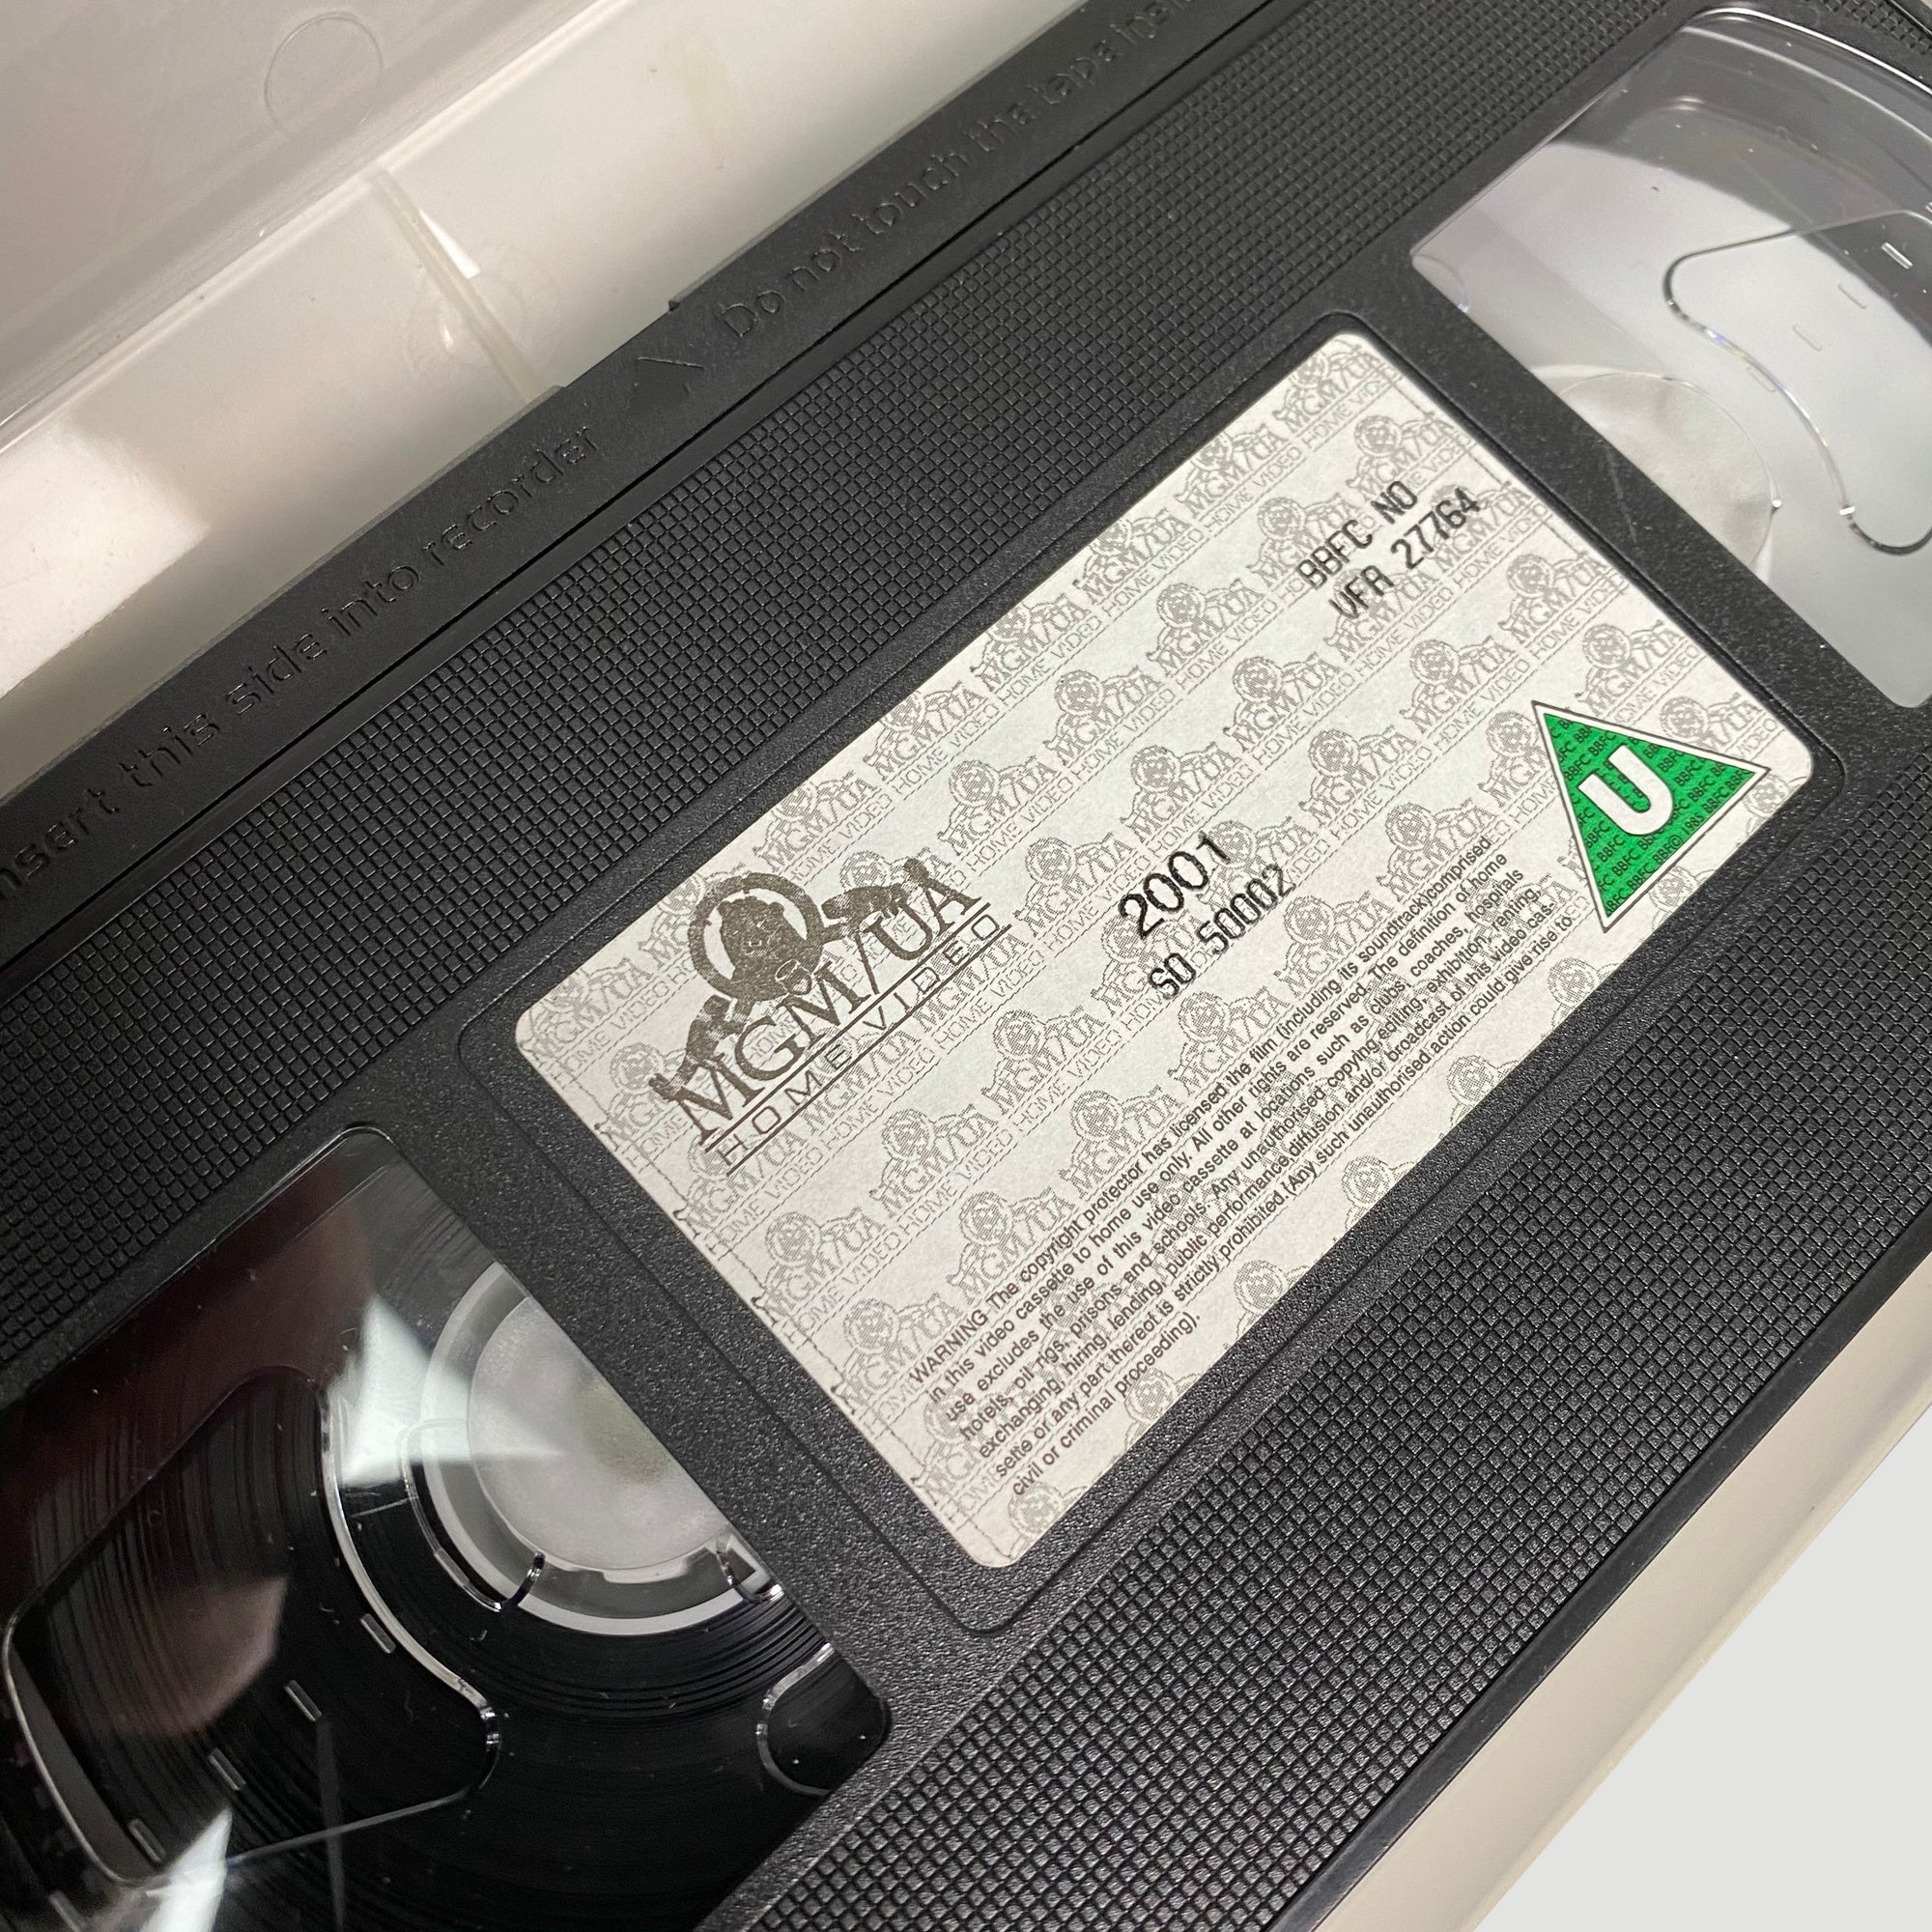 Insert this side into recorder
Do not touch the tape inside
BBFC NO
VFA 27764
MGM/UA
HOME VIDEO
2001
SO 50002
U
BBFC
WARNING The copyright protector has licensed the film (including its soundtrack)comprised
in this video cassette to home use only. All other rights are reserved. The definition of home
use excludes the use of this video cassette at locations such as clubs, coaches, hospitals
hotels, oil rigs, prisons and schools. Any unauthorised copying editing, exhibition, renting,
exchanging, hiring, lending, public performance,diffusion and/or broadcast of this video cas-
sette or any part thereof is strictly prohibited.(Any such unauthorised action could give rise to
civil or criminal proceeding).